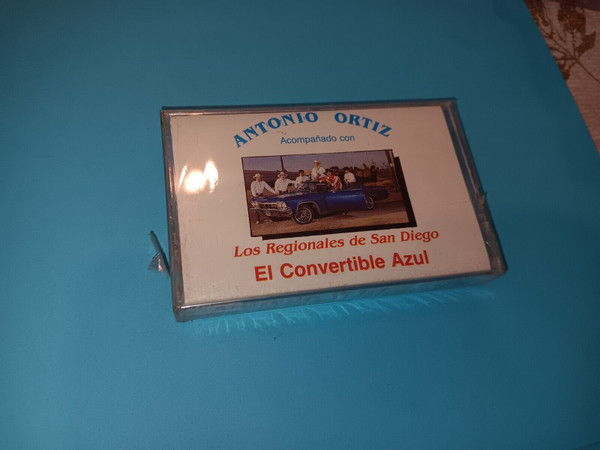 ANTONIO ORTIZ
Acompañado con
Los Regionales de San Diego
El Convertible Azul